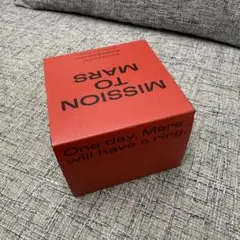 MISSION
TO
MARS
One day, Mars
will have a ring.